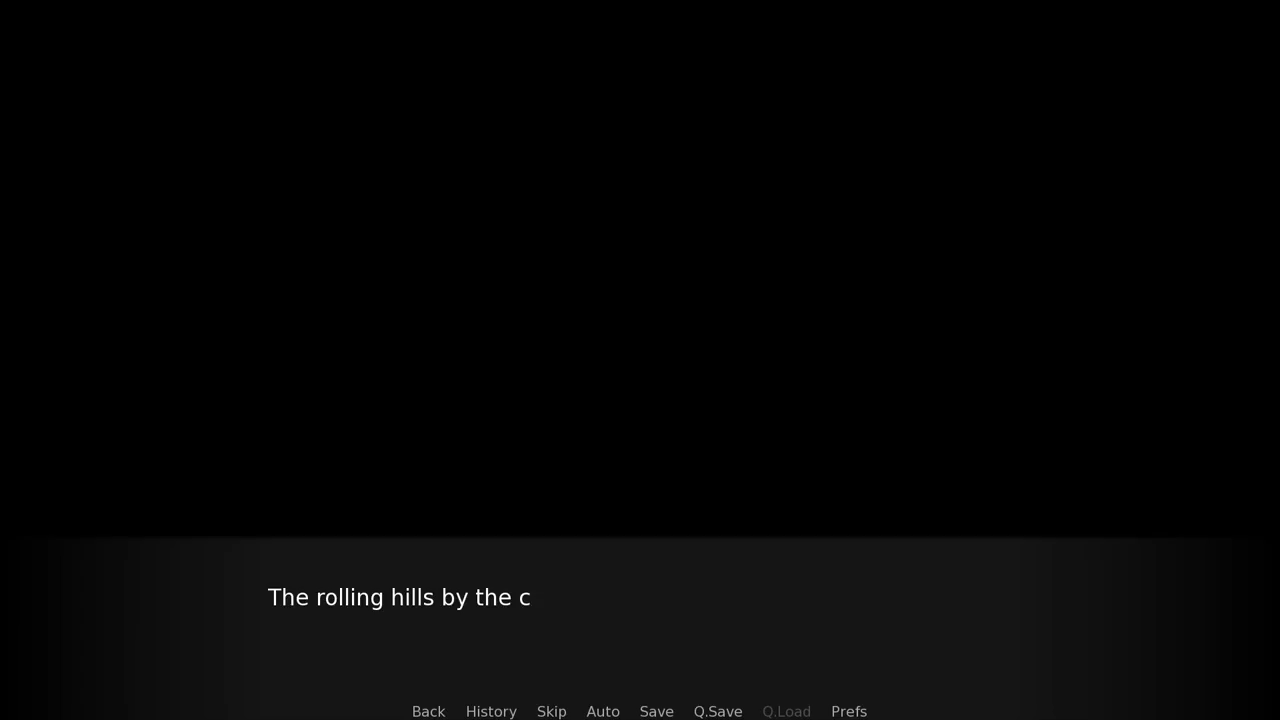 The rolling hills by the c
Back History Skip Auto Save Q.Save Q.Load Prefs